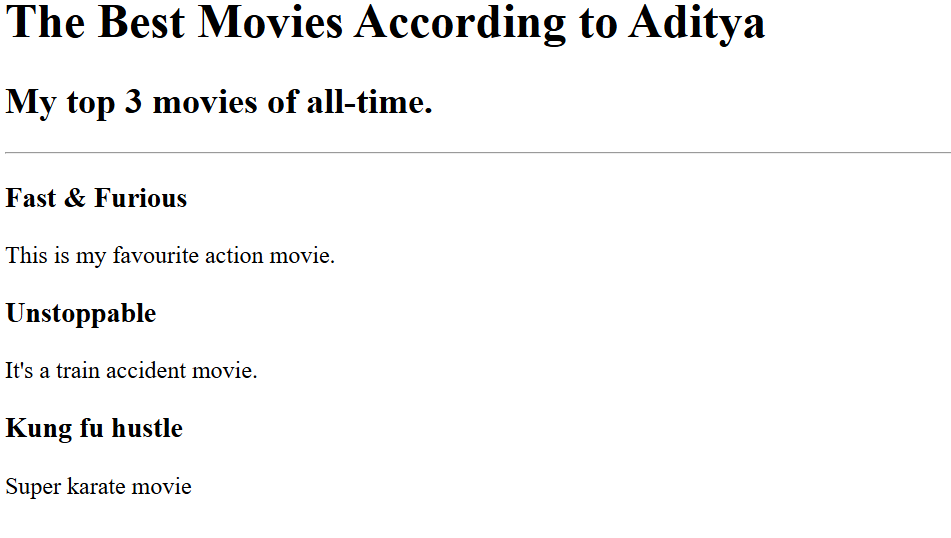 The Best Movies According to Aditya
My top 3 movies of all-time.
Fast & Furious
This is my favourite action movie.
Unstoppable
It's a train accident movie.
Kung fu hustle
Super karate movie